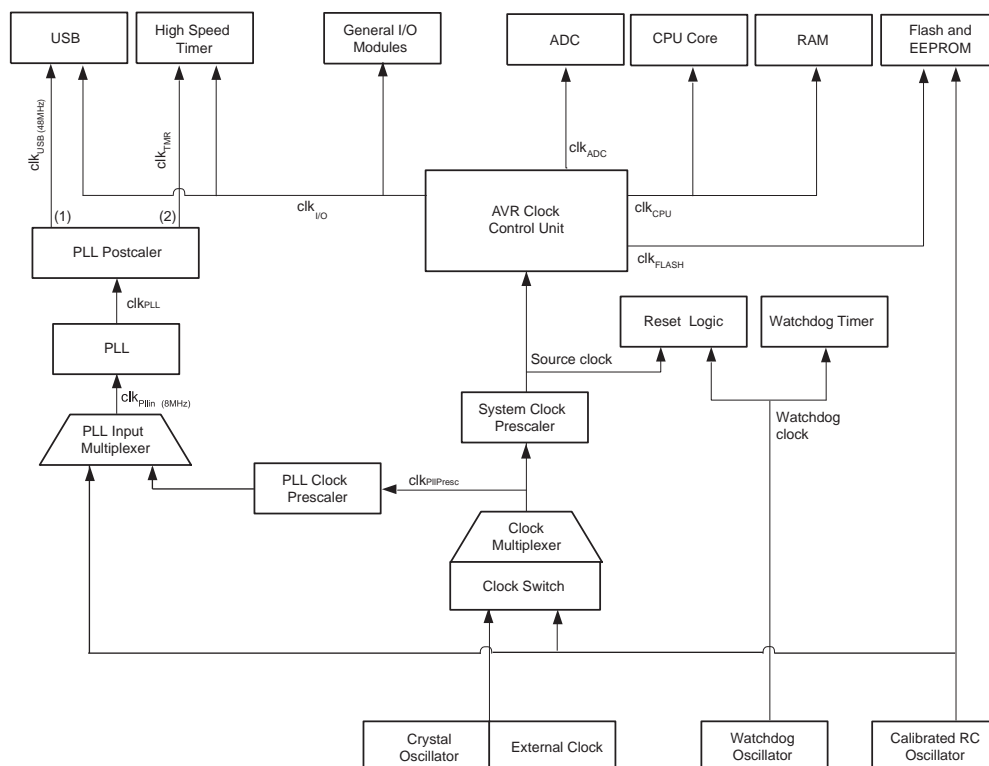 USB
High Speed
Timer
General I/O
Modules
ADC
CPU Core
RAM
Flash and
EEPROM
clkUSB (48MHz)
clkTMR
clkADC
clkI/O
AVR Clock
Control Unit
clkCPU
clkFLASH
(1)
(2)
PLL Postcaler
clkPLL
PLL
Reset Logic
Watchdog Timer
Source clock
clkPllin (8MHz)
PLL Input
Multiplexer
System Clock
Prescaler
Watchdog
clock
PLL Clock
Prescaler
clkPllPresc
Clock
Multiplexer
Clock Switch
Crystal
Oscillator
External Clock
Watchdog
Oscillator
Calibrated RC
Oscillator